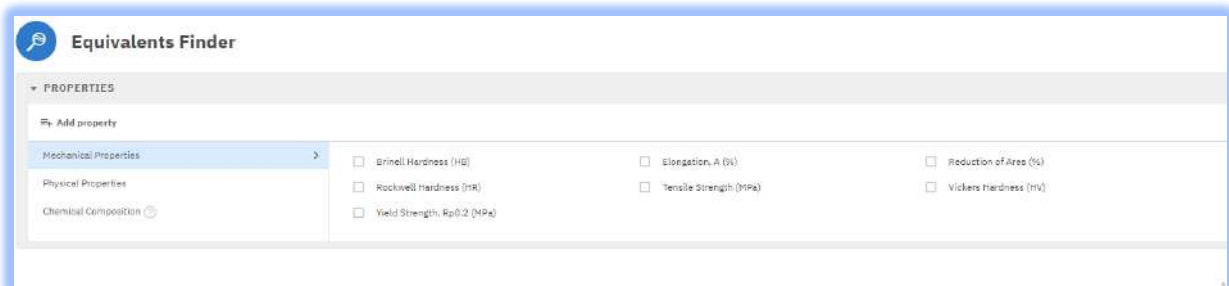 Equivalents Finder
PROPERTIES
Add property
Mechanical Properties
Brinell Hardness (HB)
Elongation, A (%)
Reduction of Area (%)
Physical Properties
Rockwell Hardness (HR)
Tensile Strength (MPa)
Vickers Hardness (HV)
Chemical Composition ?
Yield Strength, Rp0.2 (MPa)